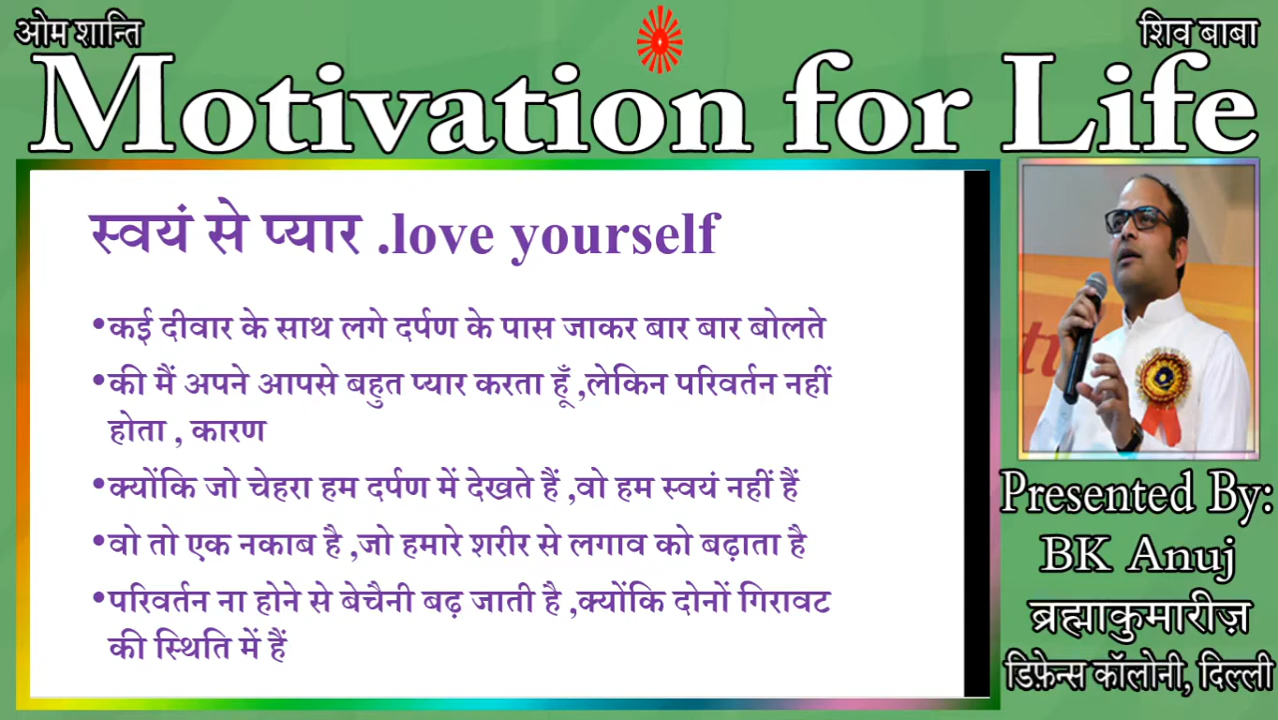 ओम शान्ति
शिव बाबा
Motivation for Life
स्वयं से प्यार .love yourself
•कई दीवार के साथ लगे दर्पण के पास जाकर बार बार बोलते
•की मैं अपने आपसे बहुत प्यार करता हूँ ,लेकिन परिवर्तन नहीं
होता , कारण
•क्योंकि जो चेहरा हम दर्पण में देखते हैं ,वो हम स्वयं नहीं हैं
•वो तो एक नकाब है ,जो हमारे शरीर से लगाव को बढ़ाता है
•परिवर्तन ना होने से बेचैनी बढ़ जाती है ,क्योंकि दोनों गिरावट
की स्थिति में हैं
Presented By:
BK Anuj
ब्रह्माकुमारीज़
डिफ़ेन्स कॉलोनी, दिल्ली